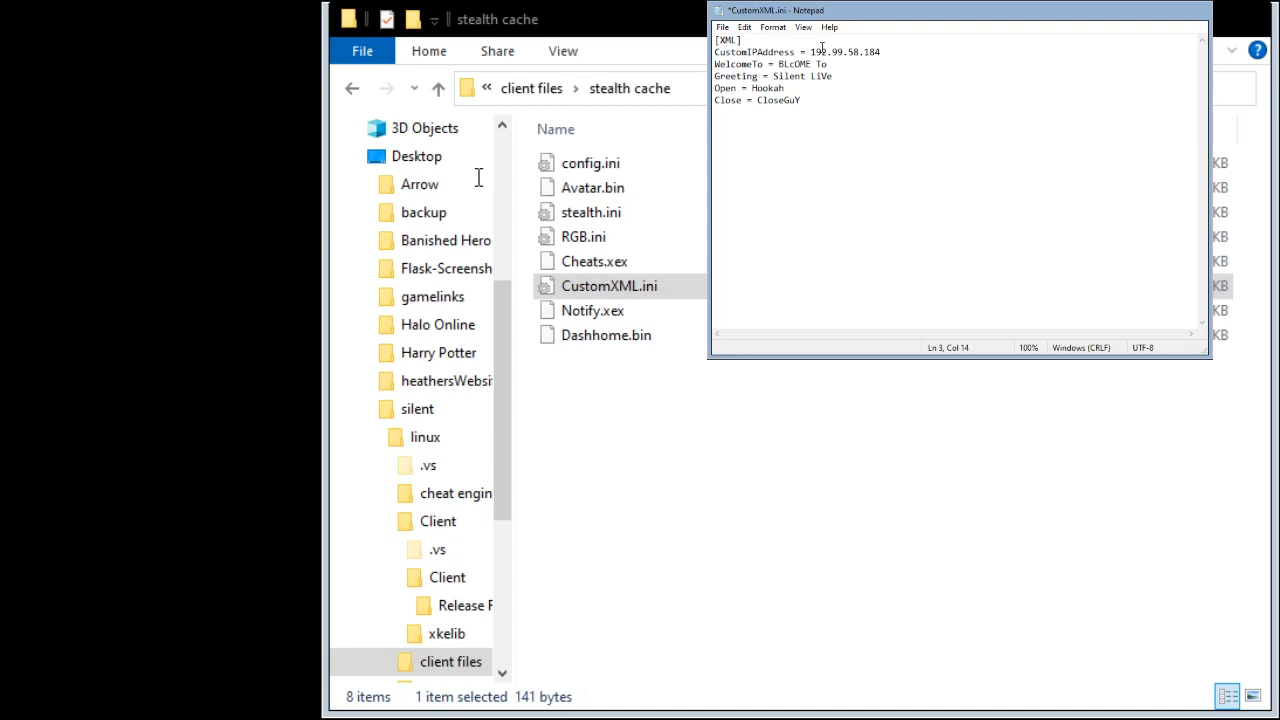 stealth cache
File
Home
Share
View
« client files > stealth cache
3D Objects
Desktop
Arrow
backup
Banished Hero
Flask-Screensh
gamelinks
Halo Online
Harry Potter
heathersWebsi
silent
linux
.vs
cheat engin
Client
.vs
Client
Release F
xkelib
client files
Name
config.ini
Avatar.bin
stealth.ini
RGB.ini
Cheats.xex
CustomXML.ini
Notify.xex
Dashhome.bin
KB
KB
KB
KB
KB
KB
KB
KB
8 items
1 item selected 141 bytes
*CustomXML.ini - Notepad
File Edit Format View Help
[XML]
CustomIPAddress = 192.99.58.184
WelcomeTo = BLcOME To
Greeting = Silent LiVe
Open = Hookah
Close = CloseGuY
Ln 3, Col 14
100%
Windows (CRLF)
UTF-8